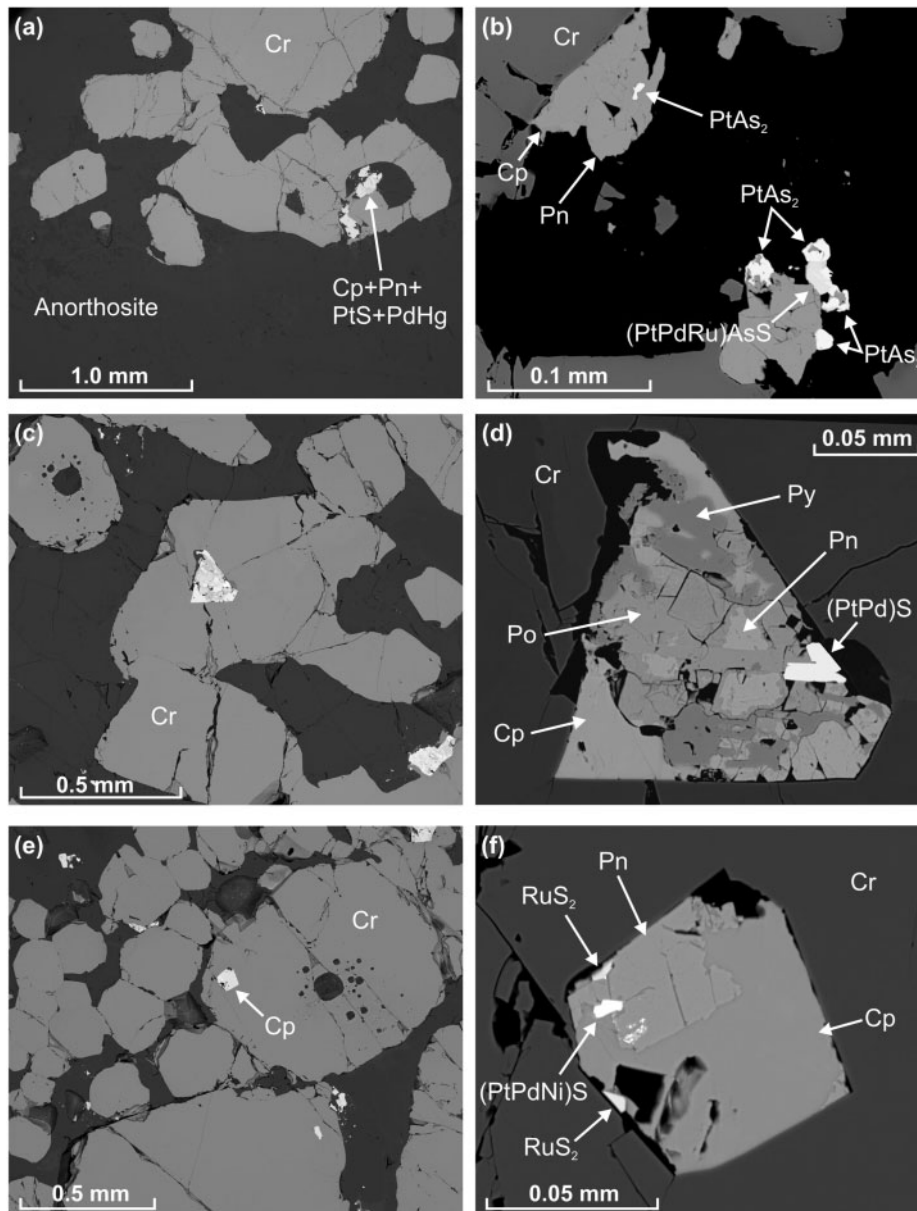 (a)
Cr
Cp+Pn+
PtS+PdHg
Anorthosite
1.0 mm
(b)
Cr
PtAs₂
Cp
Pn
PtAs₂
(PtPdRu)AsS
PtAs
0.1 mm
(c)
Cr
0.5 mm
(d)
0.05 mm
Cr
Py
Pn
(PtPd)S
Po
Cp
(e)
Cr
Cp
0.5 mm
(f)
Pn
Cr
RuS₂
Cp
(PtPdNi)S
RuS₂
0.05 mm